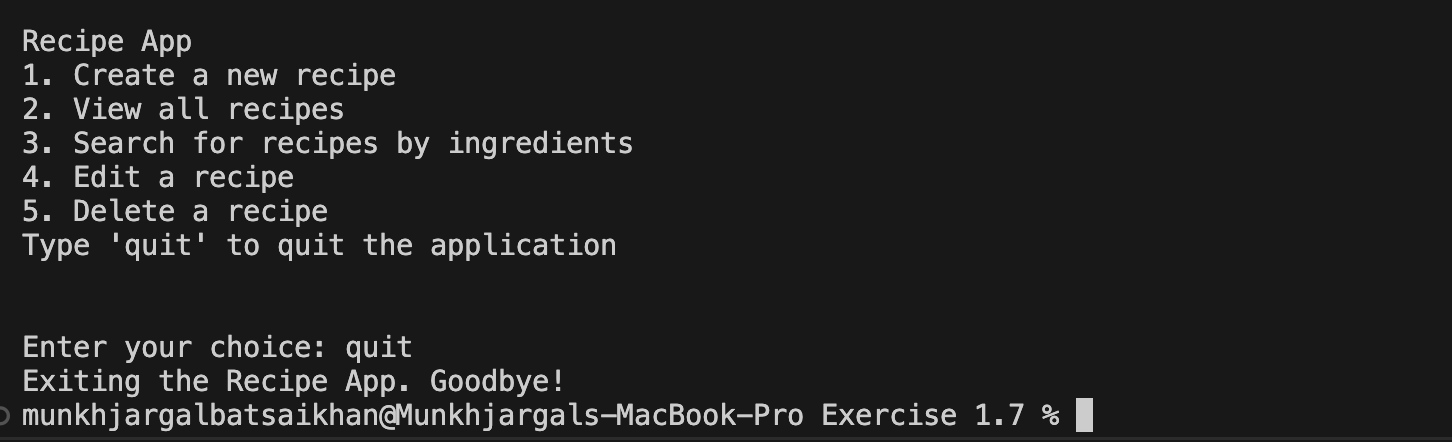 Recipe App
1. Create a new recipe
2. View all recipes
3. Search for recipes by ingredients
4. Edit a recipe
5. Delete a recipe
Type 'quit' to quit the application
Enter your choice: quit
Exiting the Recipe App. Goodbye!
munkhjargalbatsaikhan@Munkhjargals-MacBook-Pro Exercise 1.7 %